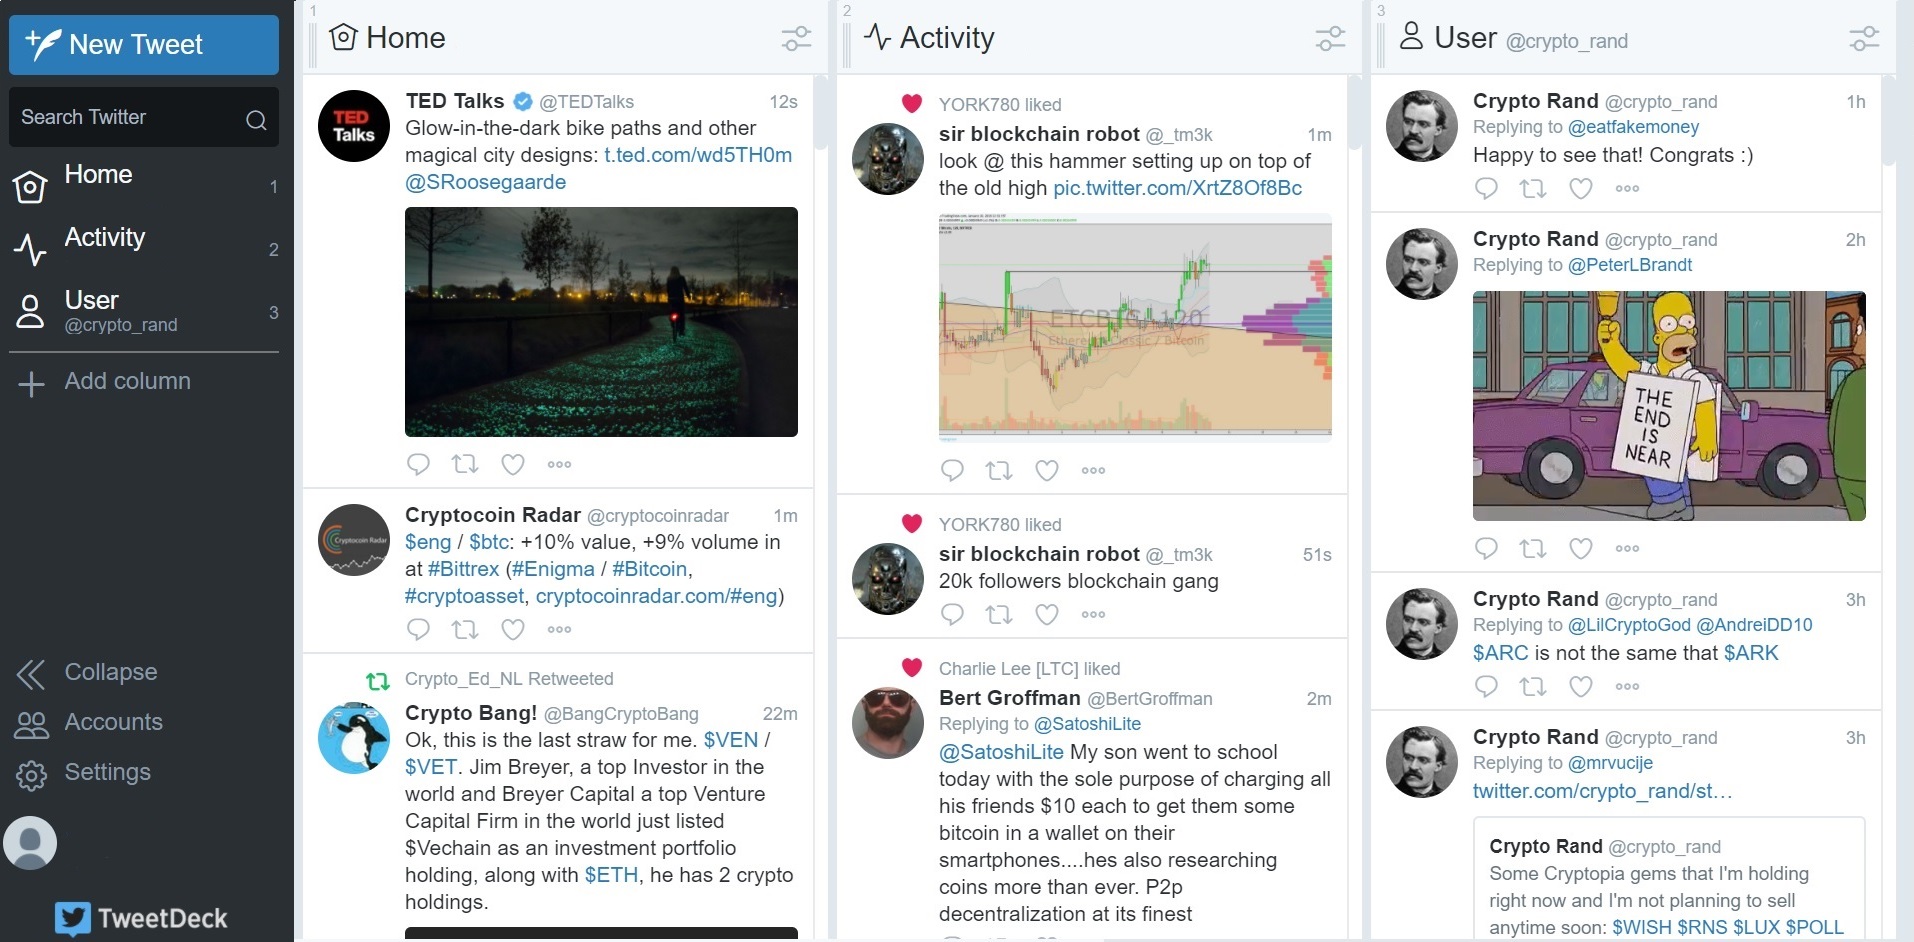 New Tweet
Search Twitter
Home
1
Activity
2
User
@crypto_rand
3
Add column
Collapse
Accounts
Settings
TweetDeck
1
Home
TED Talks @TEDTalks 12s
TED
Talks
Glow-in-the-dark bike paths and other
magical city designs: t.ted.com/wd5TH0m
@SRoosegaarde
Cryptocoin Radar @cryptocoinradar 1m
Cryptocoin Radar
$eng / $btc: +10% value, +9% volume in
at #Bittrex (#Enigma / #Bitcoin,
#cryptoasset, cryptocoinradar.com/#eng)
Crypto_Ed_NL Retweeted
Crypto Bang! @BangCryptoBang 22m
Ok, this is the last straw for me. $VEN /
$VET. Jim Breyer, a top Investor in the
world and Breyer Capital a top Venture
Capital Firm in the world just listed
$Vechain as an investment portfolio
holding, along with $ETH, he has 2 crypto
holdings.
2
Activity
YORK780 liked
sir blockchain robot @_tm3k 1m
look @ this hammer setting up on top of
the old high pic.twitter.com/XrtZ8Of8Bc
ETCBTC, 120
Ethereum Classic / Bitcoin
YORK780 liked
sir blockchain robot @_tm3k 51s
20k followers blockchain gang
Charlie Lee [LTC] liked
Bert Groffman @BertGroffman 2m
Replying to @SatoshiLite
@SatoshiLite My son went to school
today with the sole purpose of charging all
his friends $10 each to get them some
bitcoin in a wallet on their
smartphones....hes also researching
coins more than ever. P2p
decentralization at its finest
3
User @crypto_rand
Crypto Rand @crypto_rand 1h
Replying to @eatfakemoney
Happy to see that! Congrats :)
Crypto Rand @crypto_rand 2h
Replying to @PeterLBrandt
THE
END
IS
NEAR
Crypto Rand @crypto_rand 3h
Replying to @LilCryptoGod @AndreiDD10
$ARC is not the same that $ARK
Crypto Rand @crypto_rand 3h
Replying to @mrvucije
twitter.com/crypto_rand/st…
Crypto Rand @crypto_rand
Some Cryptopia gems that I'm holding
right now and I'm not planning to sell
anytime soon: $WISH $RNS $LUX $POLL